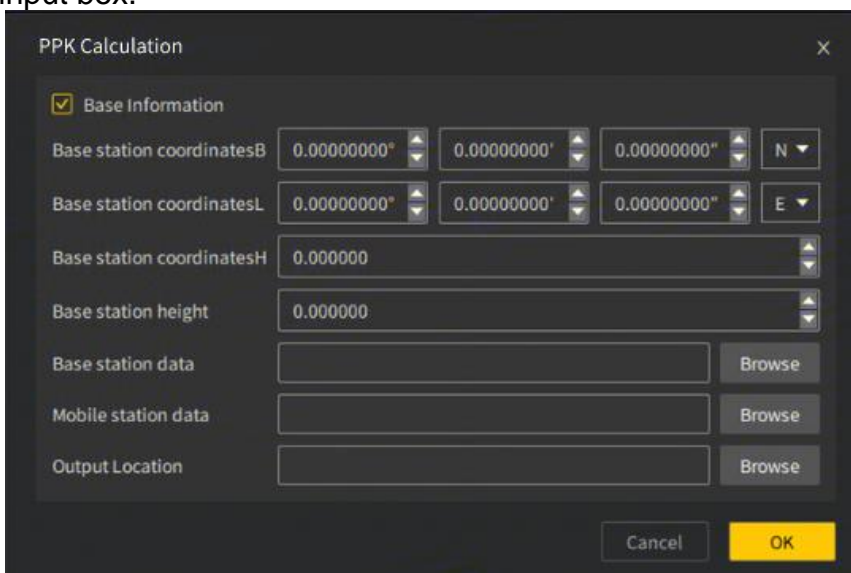 input box.
PPK Calculation x
Base Information
Base station coordinatesB 0.00000000° 0.00000000' 0.00000000" N
Base station coordinatesL 0.00000000° 0.00000000' 0.00000000" E
Base station coordinatesH 0.000000
Base station height 0.000000
Base station data Browse
Mobile station data Browse
Output Location Browse
Cancel OK